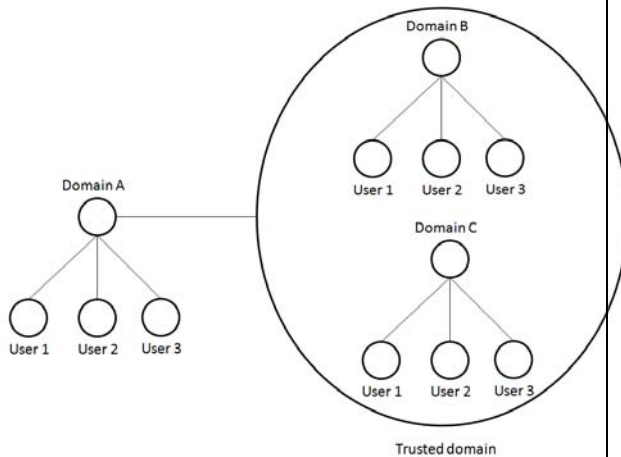 Domain B
User 1 User 2 User 3
Domain A
Domain C
User 1 User 2 User 3
User 1 User 2 User 3
Trusted domain